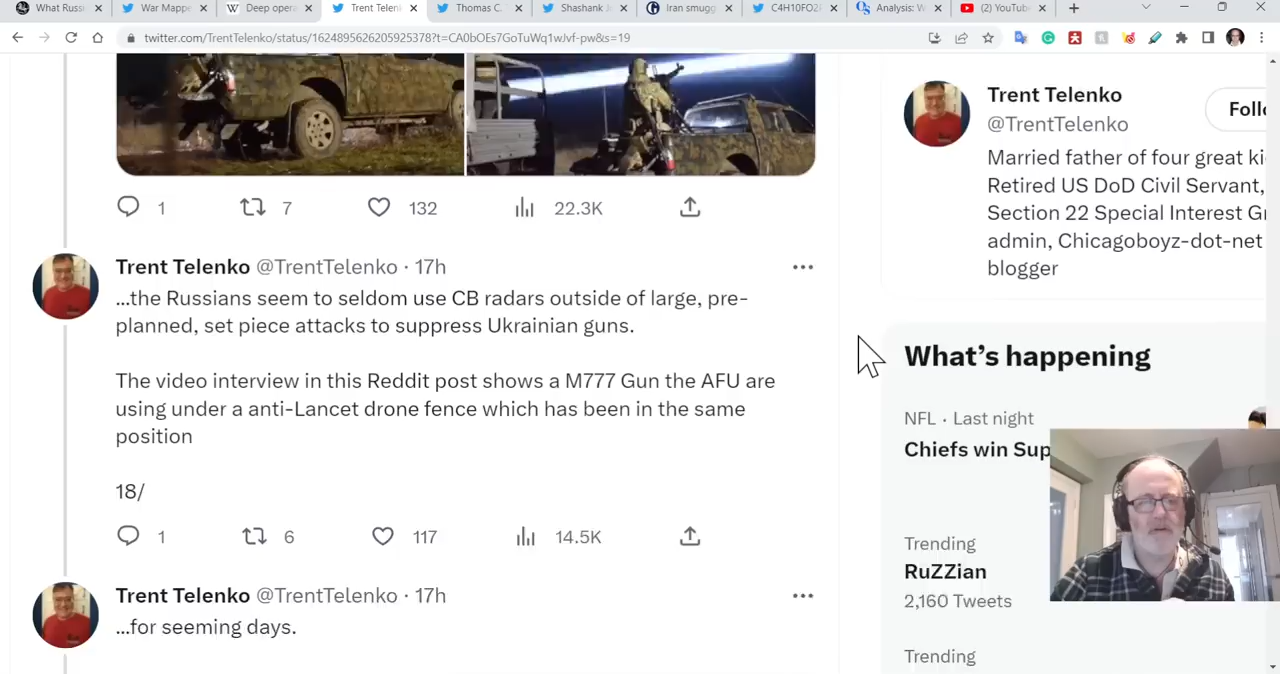 What Russi
War Mappe
Deep opera
Trent Telenk
Thomas C.
Shashank J
Iran smugg
C4H10FO2P
Analysis: W
(2) YouTube
twitter.com/TrentTelenko/status/1624895626205925378?t=CA0bOEs7GoTuWq1wJvf-pw&s=19
1 7 132 22.3K
Trent Telenko @TrentTelenko · 17h
...the Russians seem to seldom use CB radars outside of large, pre-
planned, set piece attacks to suppress Ukrainian guns.
The video interview in this Reddit post shows a M777 Gun the AFU are
using under a anti-Lancet drone fence which has been in the same
position
18/
1 6 117 14.5K
Trent Telenko @TrentTelenko · 17h
...for seeming days.
Trent Telenko
@TrentTelenko
Follo
Married father of four great ki
Retired US DoD Civil Servant,
Section 22 Special Interest Gr
admin, Chicagoboyz-dot-net
blogger
What's happening
NFL · Last night
Chiefs win Sup
Trending
RuZZian
2,160 Tweets
Trending